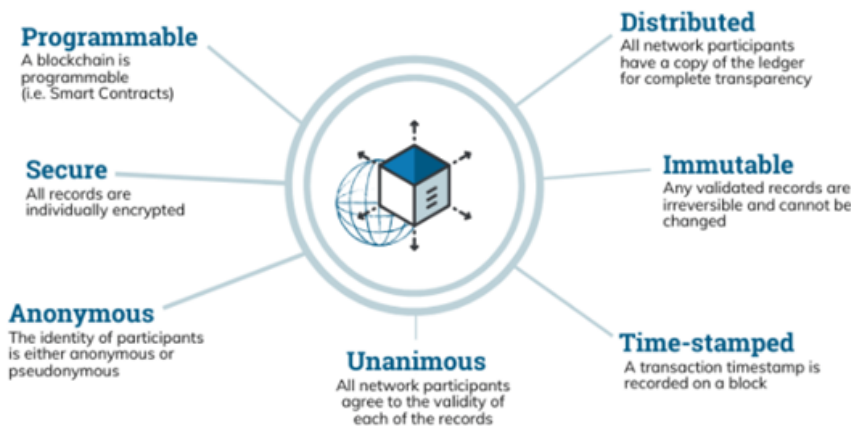 Programmable
A blockchain is
programmable
(i.e. Smart Contracts)
Secure
All records are
individually encrypted
Anonymous
The identity of participants
is either anonymous or
pseudonymous
Unanimous
All network participants
agree to the validity of
each of the records
Distributed
All network participants
have a copy of the ledger
for complete transparency
Immutable
Any validated records are
irreversible and cannot be
changed
Time-stamped
A transaction timestamp is
recorded on a block